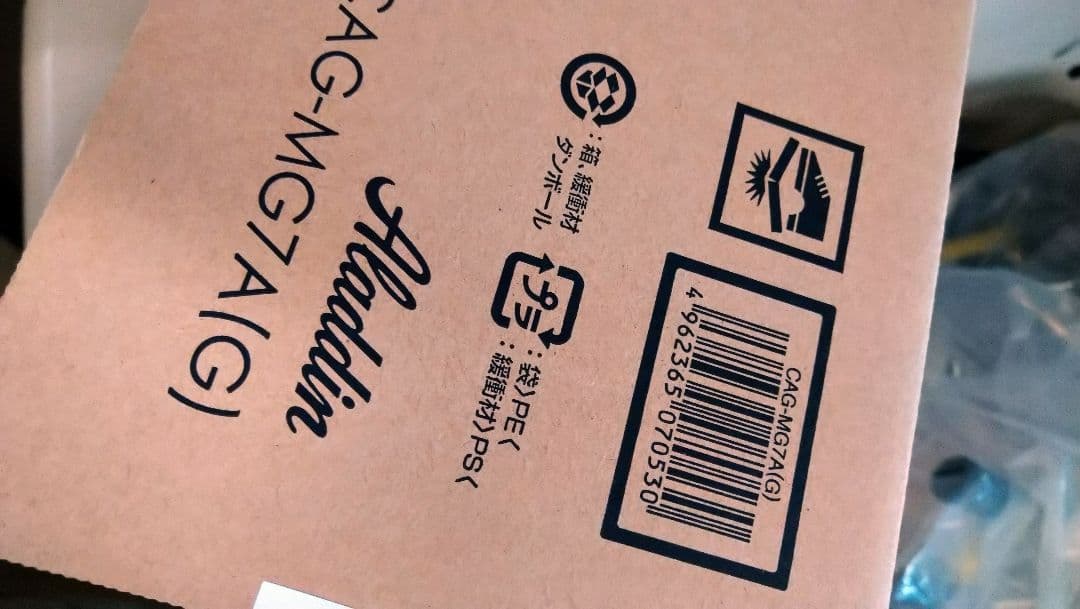 CAG-MG7A(G)
Aladdin
:箱、緩衝材
ダンボール
プラ
:袋>PE<
:緩衝材>PS<
CAG-MG7A(G)
4 962365 070530